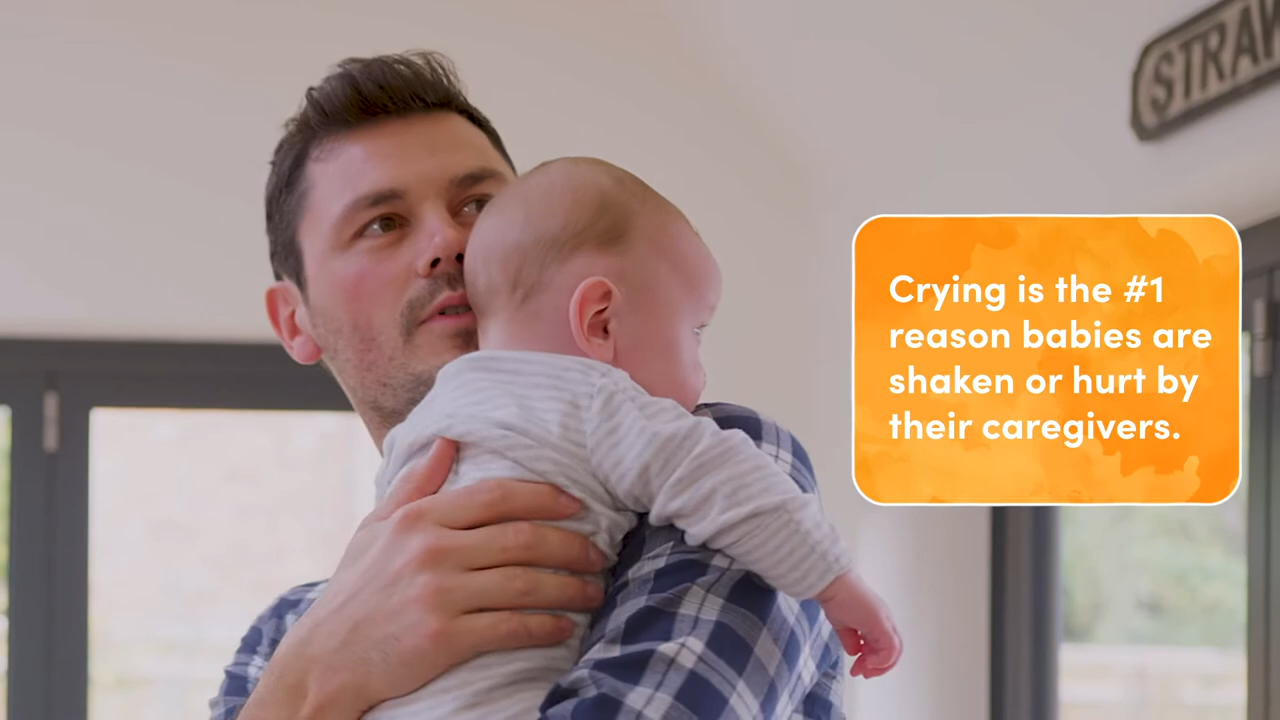 Crying is the #1
reason babies are
shaken or hurt by
their caregivers.